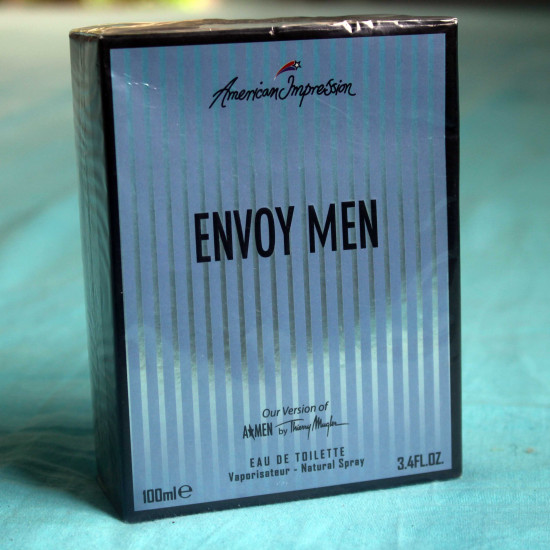 American Impression
ENVOY MEN
Our Version of
A★MEN by Thierry Mugler
EAU DE TOILETTE
Vaporisateur - Natural Spray
100ml e 3.4FL.OZ.